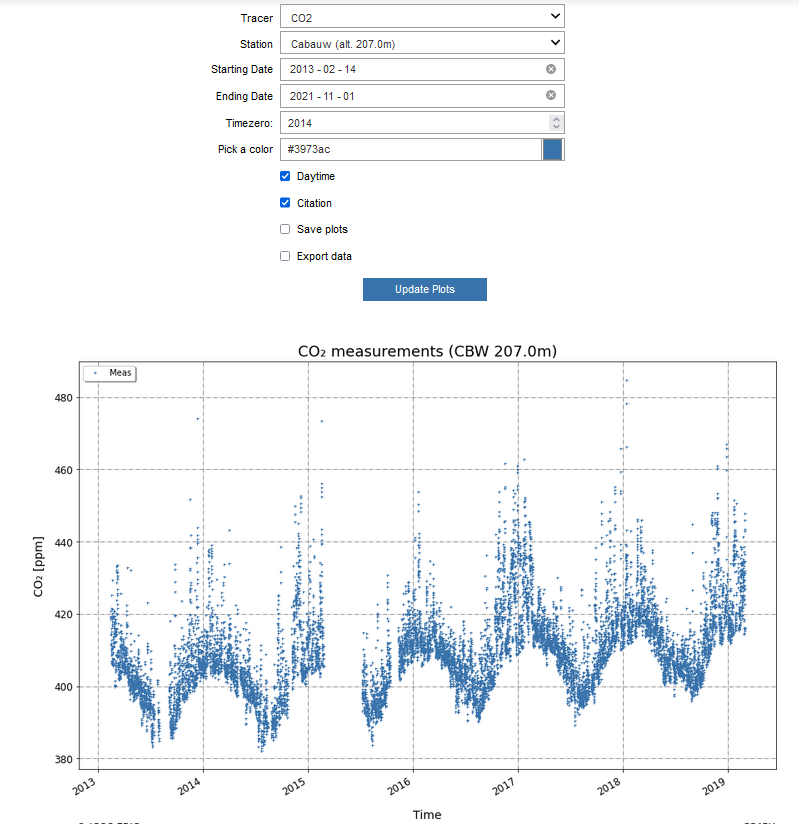 Tracer CO2
Station Cabauw (alt. 207.0m)
Starting Date 2013 - 02 - 14
Ending Date 2021 - 11 - 01
Timezero: 2014
Pick a color #3973ac
Daytime
Citation
Save plots
Export data
Update Plots
CO₂ measurements (CBW 207.0m)
Meas
480
460
440
420
400
380
CO₂ [ppm]
2013 2014 2015 2016 2017 2018 2019
Time